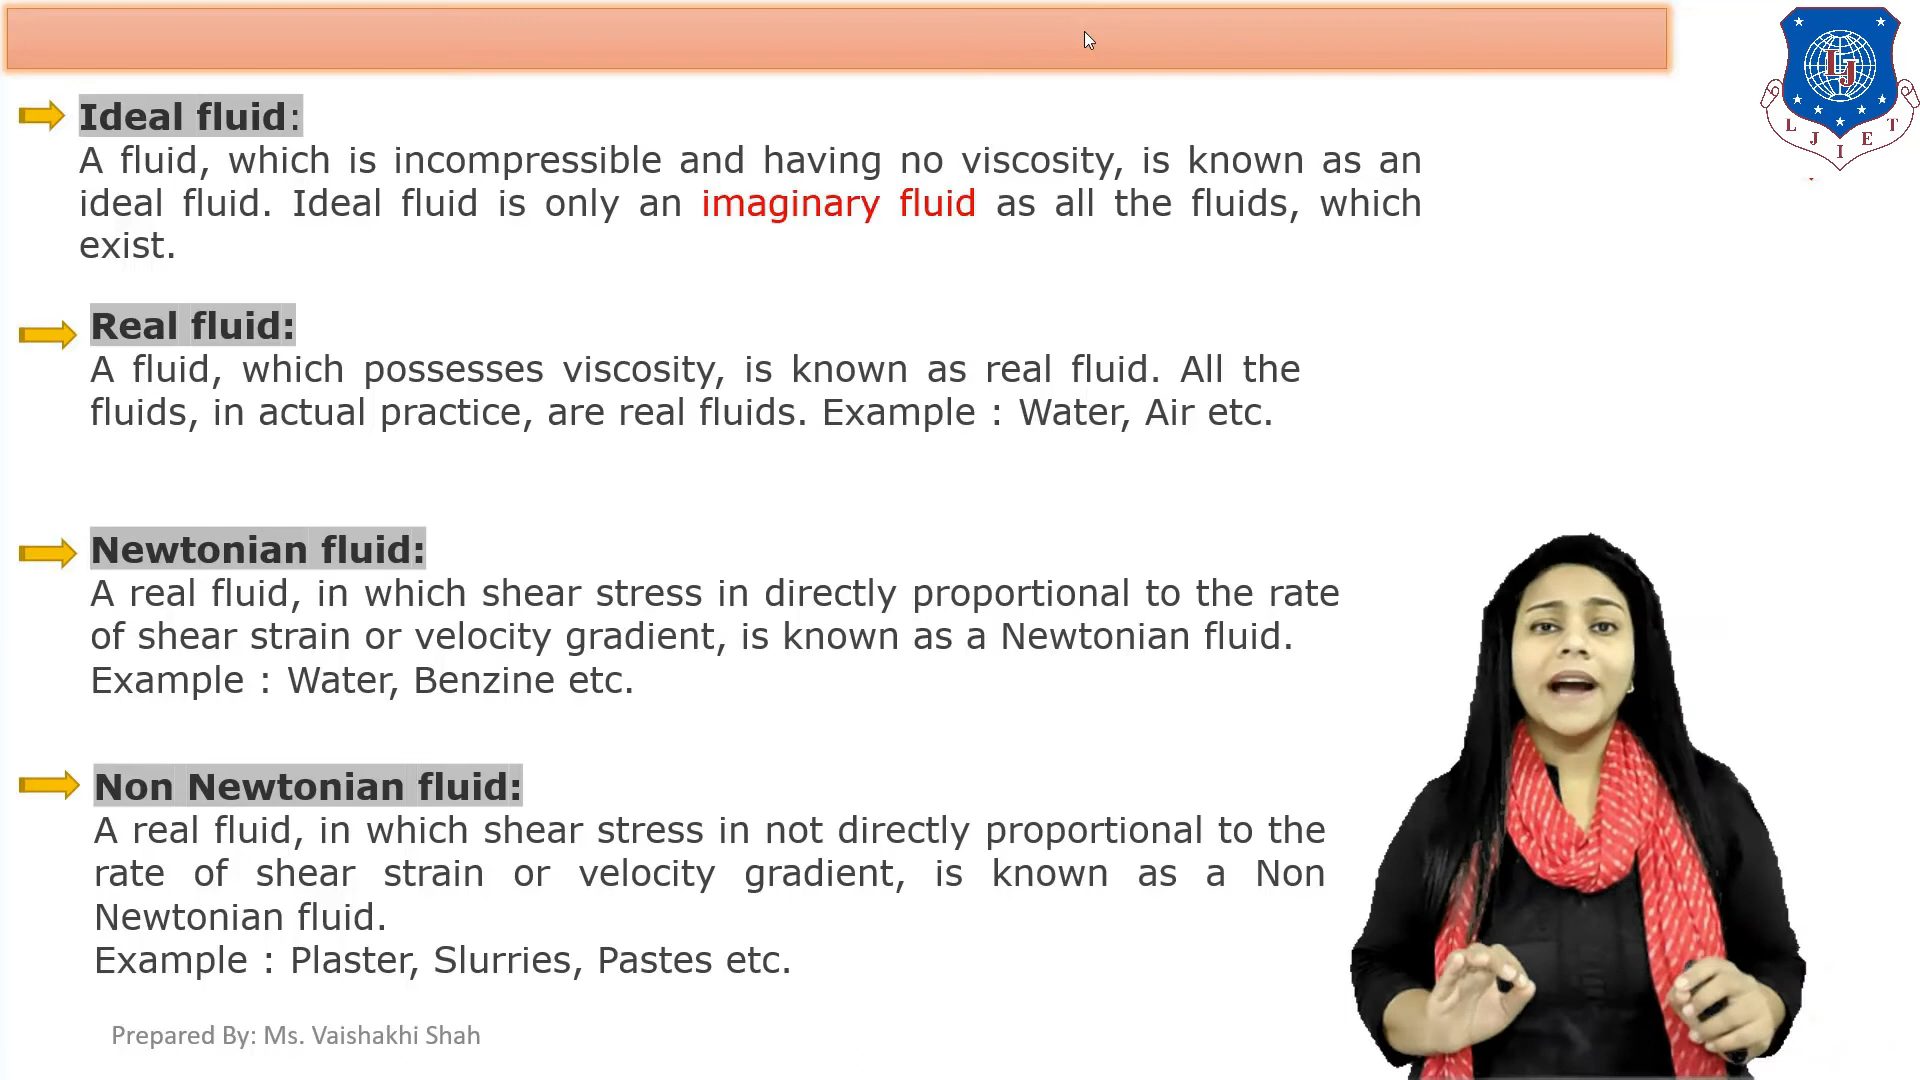 Ideal fluid:
A fluid, which is incompressible and having no viscosity, is known as an
ideal fluid. Ideal fluid is only an imaginary fluid as all the fluids, which
exist.
Real fluid:
A fluid, which possesses viscosity, is known as real fluid. All the
fluids, in actual practice, are real fluids. Example : Water, Air etc.
Newtonian fluid:
A real fluid, in which shear stress in directly proportional to the rate
of shear strain or velocity gradient, is known as a Newtonian fluid.
Example : Water, Benzine etc.
Non Newtonian fluid:
A real fluid, in which shear stress in not directly proportional to the
rate of shear strain or velocity gradient, is known as a Non
Newtonian fluid.
Example : Plaster, Slurries, Pastes etc.
Prepared By: Ms. Vaishakhi Shah
LJ
L J I E T